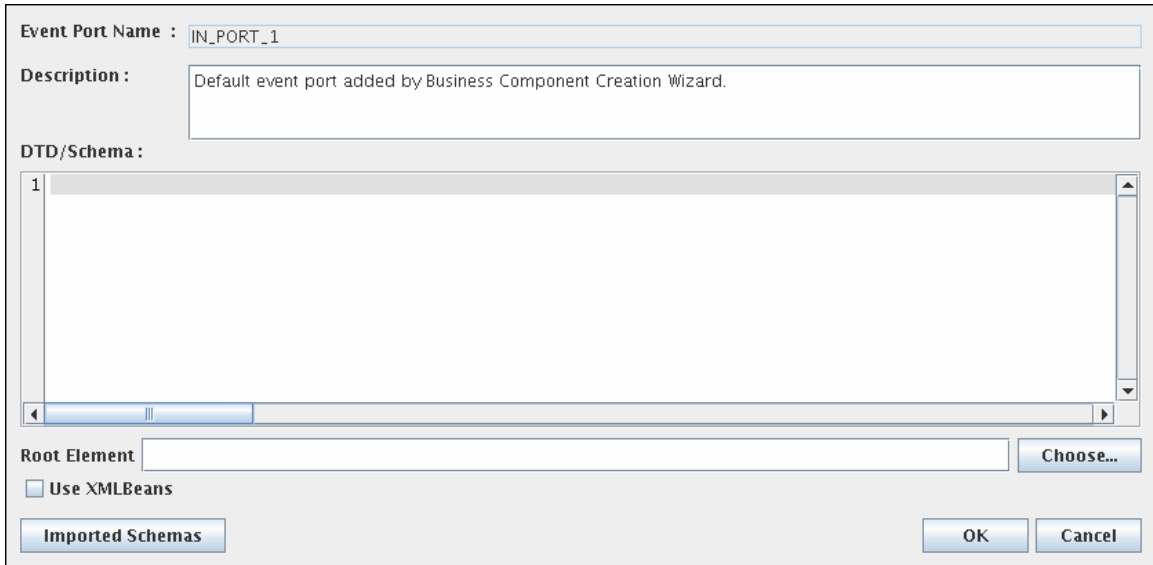 Event Port Name : IN_PORT_1
Description : Default event port added by Business Component Creation Wizard.
DTD/Schema :
1
Root Element Choose...
Use XMLBeans
Imported Schemas OK Cancel